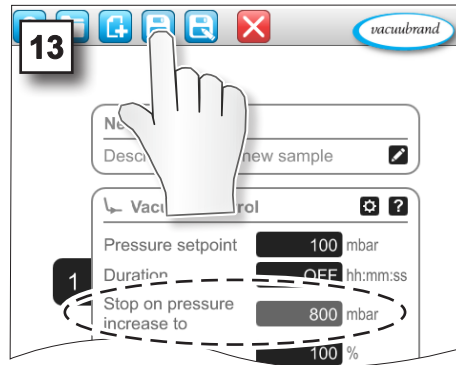 13
vacuubrand
Ne
Descri new sample
Vacu rol
Pressure setpoint 100 mbar
1
Duration OFF hh:mm:ss
Stop on pressure
increase to 800 mbar
100 %